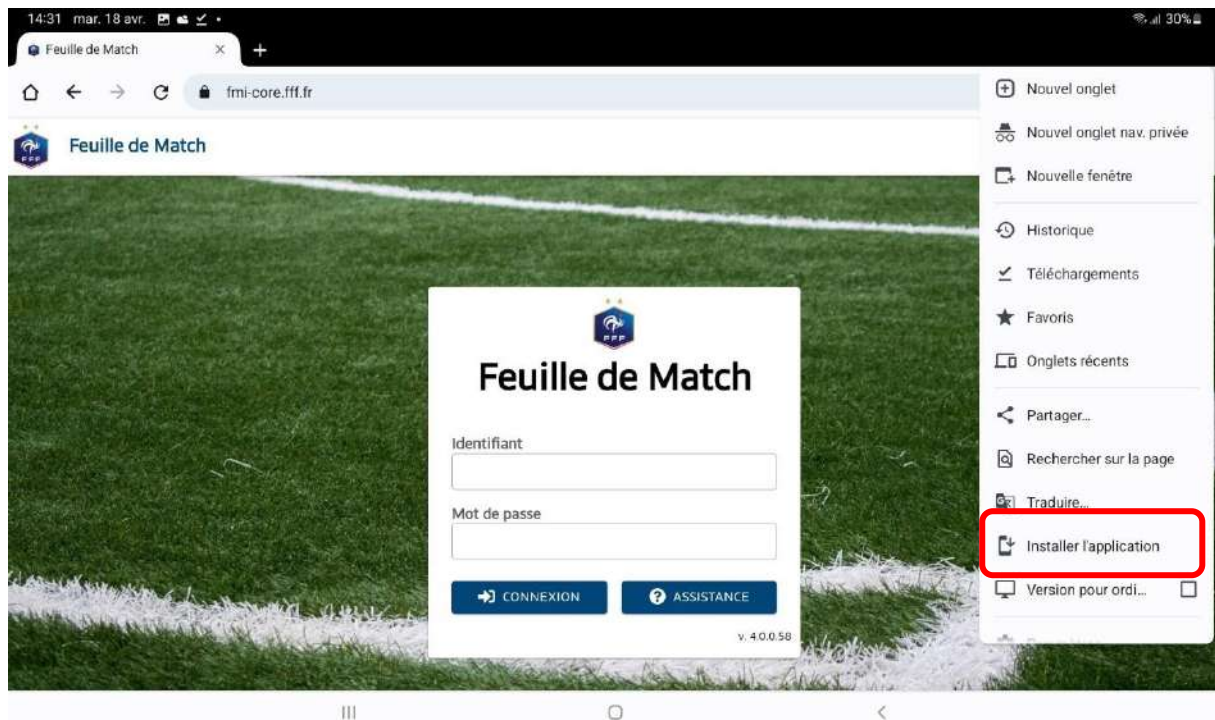 14:31 mar. 18 avr.
30%
Feuille de Match
fmi-core.fff.fr
FFF
Feuille de Match
FFF
Feuille de Match
Identifiant
Mot de passe
CONNEXION
ASSISTANCE
v. 4.0.0.58
Nouvel onglet
Nouvel onglet nav. privée
Nouvelle fenêtre
Historique
Téléchargements
Favoris
Onglets récents
Partager...
Rechercher sur la page
Traduire...
Installer l'application
Version pour ordi...